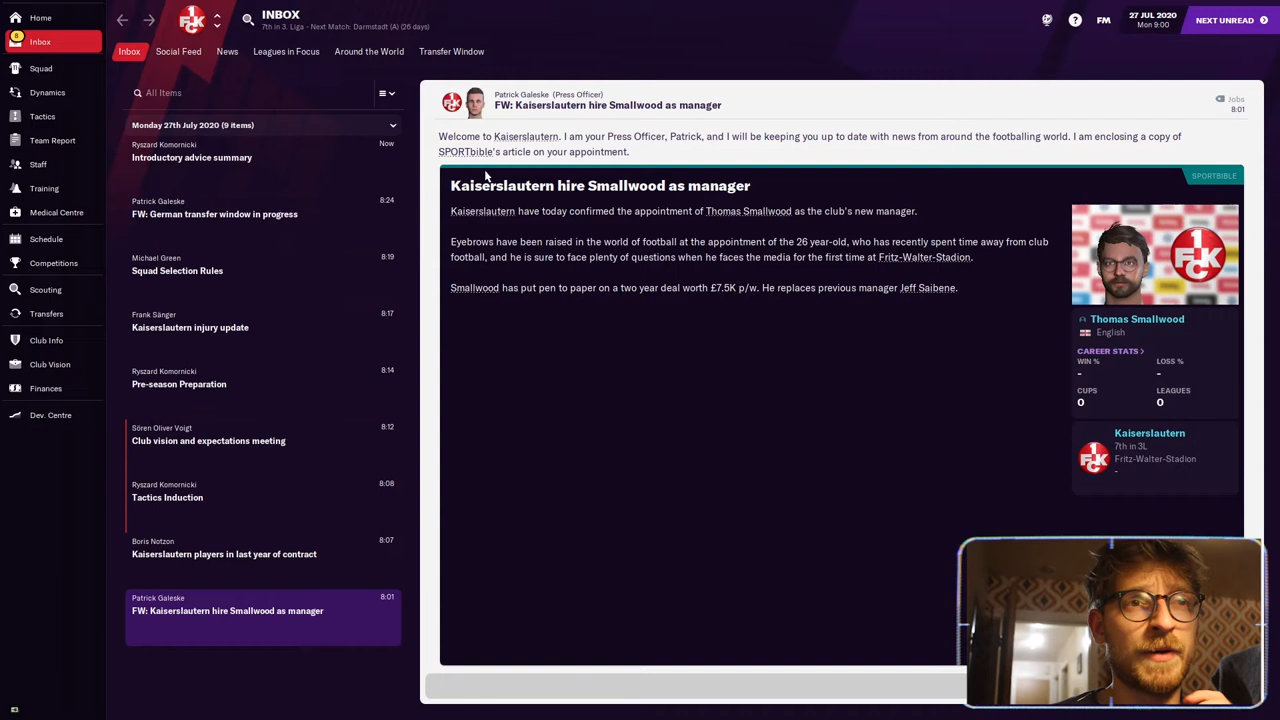 Home
8
Inbox
Squad
Dynamics
Tactics
Team Report
Staff
Training
Medical Centre
Schedule
Competitions
Scouting
Transfers
Club Info
Club Vision
Finances
Dev. Centre
INBOX
7th in 3. Liga - Next Match: Darmstadt (A) (26 days)
?
FM
27 JUL 2020
Mon 9:00
NEXT UNREAD
Inbox
Social Feed
News
Leagues in Focus
Around the World
Transfer Window
All Items
Monday 27th July 2020 (9 items)
Ryszard Komornicki
Now
Introductory advice summary
Patrick Galeske
8:24
FW: German transfer window in progress
Michael Green
8:19
Squad Selection Rules
Frank Sänger
8:17
Kaiserslautern injury update
Ryszard Komornicki
8:14
Pre-season Preparation
Sören Oliver Voigt
8:12
Club vision and expectations meeting
Ryszard Komornicki
8:08
Tactics Induction
Boris Notzon
8:07
Kaiserslautern players in last year of contract
Patrick Galeske
8:01
FW: Kaiserslautern hire Smallwood as manager
Patrick Galeske (Press Officer)
FW: Kaiserslautern hire Smallwood as manager
Jobs
8:01
Welcome to Kaiserslautern. I am your Press Officer, Patrick, and I will be keeping you up to date with news from around the footballing world. I am enclosing a copy of
SPORTbible's article on your appointment.
SPORTBIBLE
Kaiserslautern hire Smallwood as manager
Kaiserslautern have today confirmed the appointment of Thomas Smallwood as the club's new manager.
Eyebrows have been raised in the world of football at the appointment of the 26 year-old, who has recently spent time away from club
football, and he is sure to face plenty of questions when he faces the media for the first time at Fritz-Walter-Stadion.
Smallwood has put pen to paper on a two year deal worth £7.5K p/w. He replaces previous manager Jeff Saibene.
1
FCK
Thomas Smallwood
English
CAREER STATS >
WIN %
LOSS %
-
-
CUPS
LEAGUES
0
0
Kaiserslautern
7th in 3L
Fritz-Walter-Stadion
-